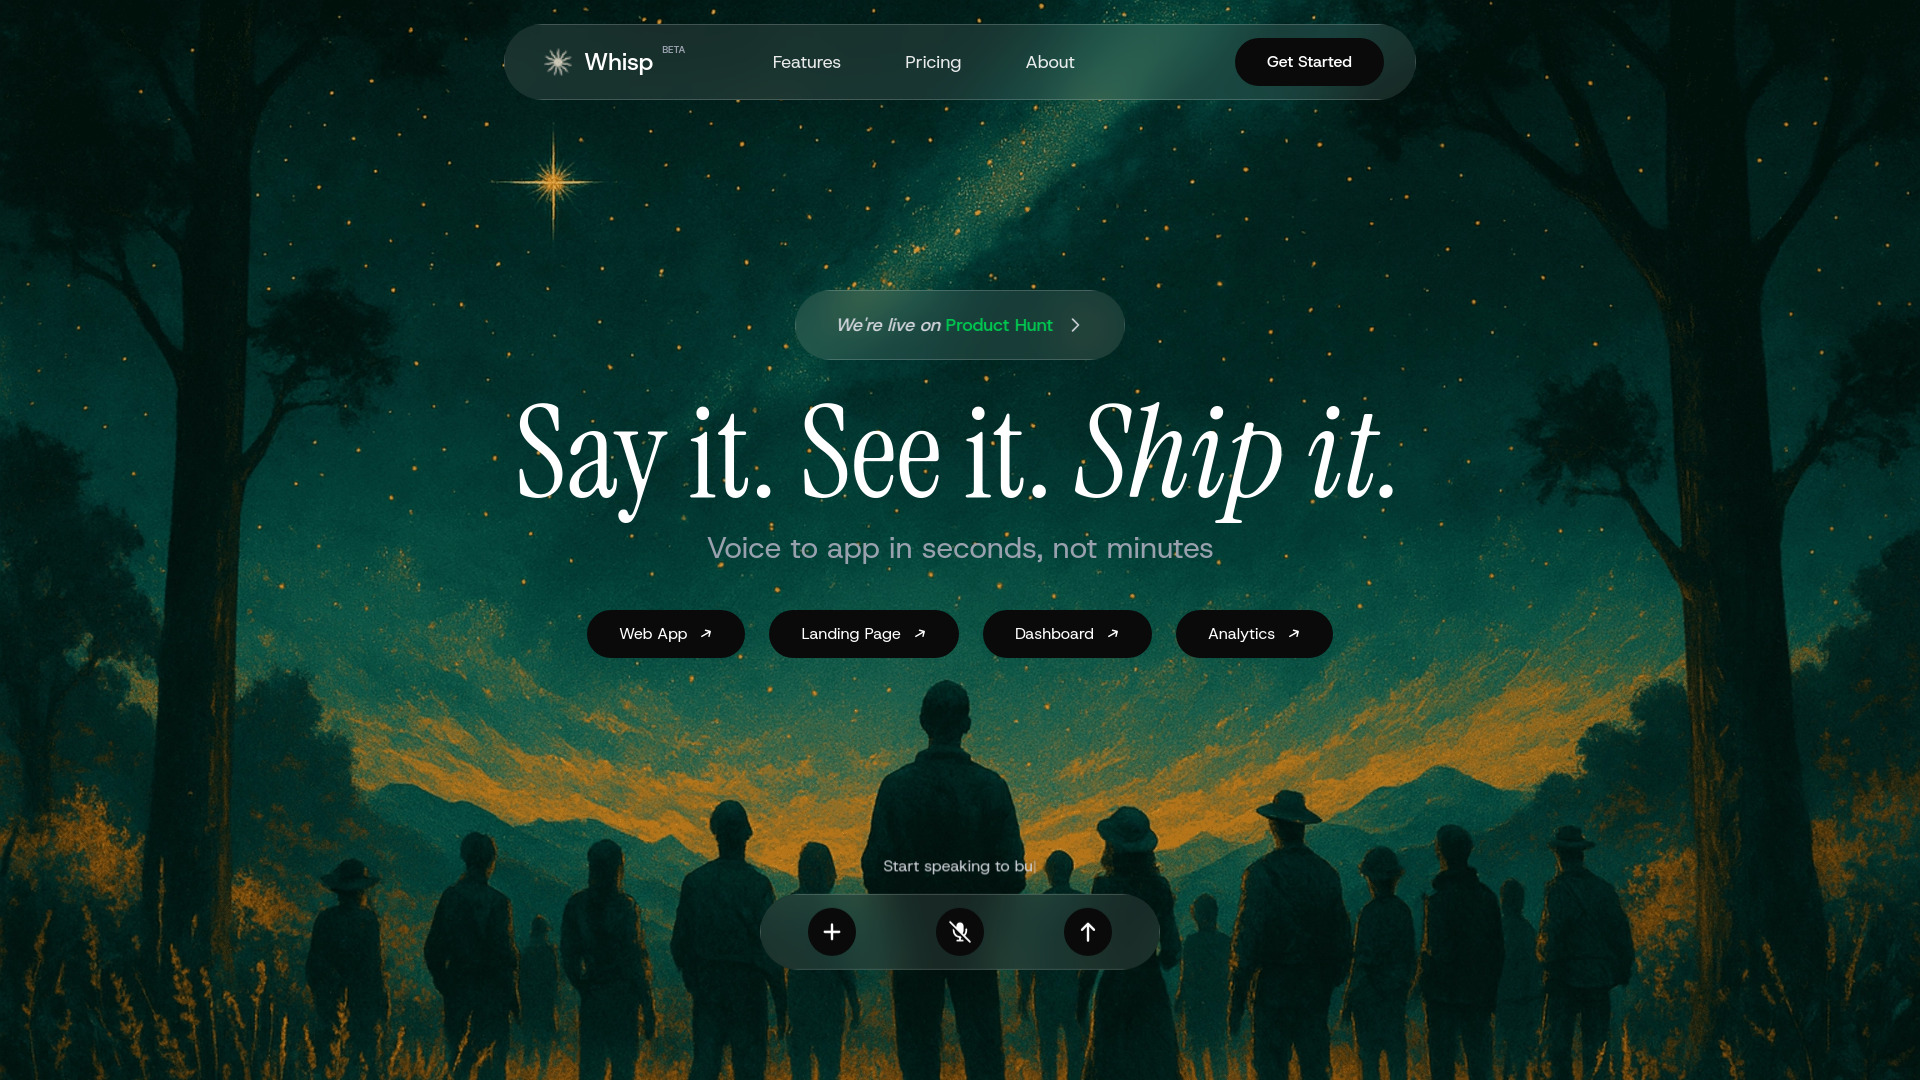 Whisp BETA
Features
Pricing
About
Get Started
We're live on Product Hunt
Say it. See it. Ship it.
Voice to app in seconds, not minutes
Web App
Landing Page
Dashboard
Analytics
Start speaking to bu